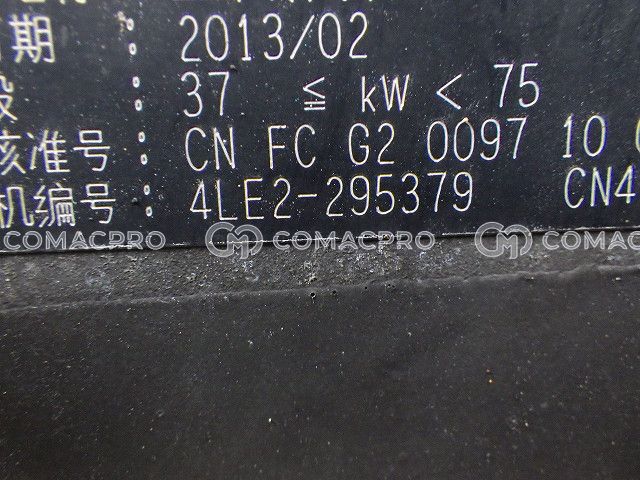 期 : 2013/02
段 : 37 ≦ kW < 75
核准号 : CN FC G2 0097 10
机编号 : 4LE2-295379 CN4
COMACPRO COMACPRO COMAC